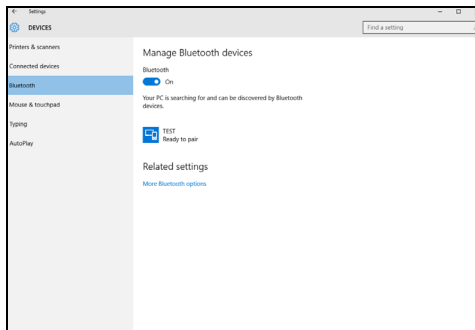 Settings
DEVICES
Find a setting
Printers & scanners
Connected devices
Bluetooth
Mouse & touchpad
Typing
AutoPlay
Manage Bluetooth devices
Bluetooth
On
Your PC is searching for and can be discovered by Bluetooth
devices.
TEST
Ready to pair
Related settings
More Bluetooth options